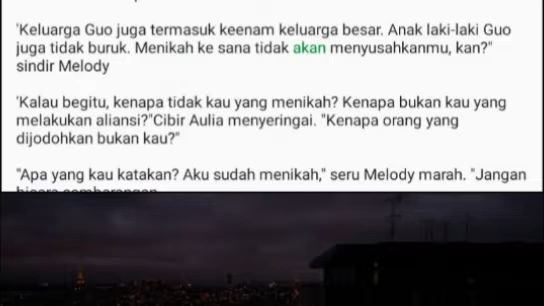 'Keluarga Guo juga termasuk keenam keluarga besar. Anak laki-laki Guo
juga tidak buruk. Menikah ke sana tidak akan menyusahkanmu, kan?"
sindir Melody
'Kalau begitu, kenapa tidak kau yang menikah? Kenapa bukan kau yang
melakukan aliansi?"Cibir Aulia menyeringai. "Kenapa orang yang
dijodohkan bukan kau?"
"Apa yang kau katakan? Aku sudah menikah," seru Melody marah. "Jangan